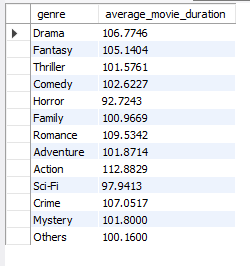 genre average_movie_duration
Drama 106.7746
Fantasy 105.1404
Thriller 101.5761
Comedy 102.6227
Horror 92.7243
Family 100.9669
Romance 109.5342
Adventure 101.8714
Action 112.8829
Sci-Fi 97.9413
Crime 107.0517
Mystery 101.8000
Others 100.1600